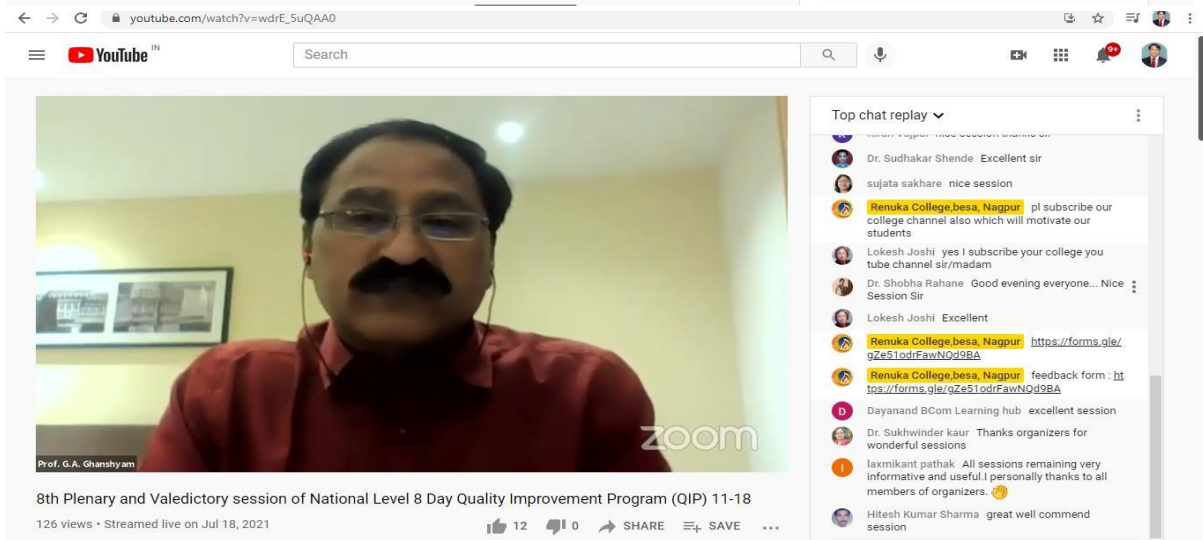 youtube.com/watch?v=wdrE_5uQAA0
YouTube IN
Search
9+
Top chat replay
Dr. Sudhakar Shende Excellent sir
sujata sakhare nice session
Renuka College,besa, Nagpur pl subscribe our
college channel also which will motivate our
students
Lokesh Joshi yes I subscribe your college you
tube channel sir/madam
Dr. Shobha Rahane Good evening everyone... Nice
Session Sir
Lokesh Joshi Excellent
Renuka College,besa, Nagpur https://forms.gle/
gZe51odrFawNQd9BA
Renuka College,besa, Nagpur feedback form : ht
tps://forms.gle/gZe51odrFawNQd9BA
D Dayanand BCom Learning hub excellent session
Dr. Sukhwinder kaur Thanks organizers for
wonderful sessions
l laxmikant pathak All sessions remaining very
informative and useful.I personally thanks to all
members of organizers.
Hitesh Kumar Sharma great well commend
session
zoom
Prof. G.A. Ghanshyam
8th Plenary and Valedictory session of National Level 8 Day Quality Improvement Program (QIP) 11-18
126 views • Streamed live on Jul 18, 2021
12 0 SHARE SAVE